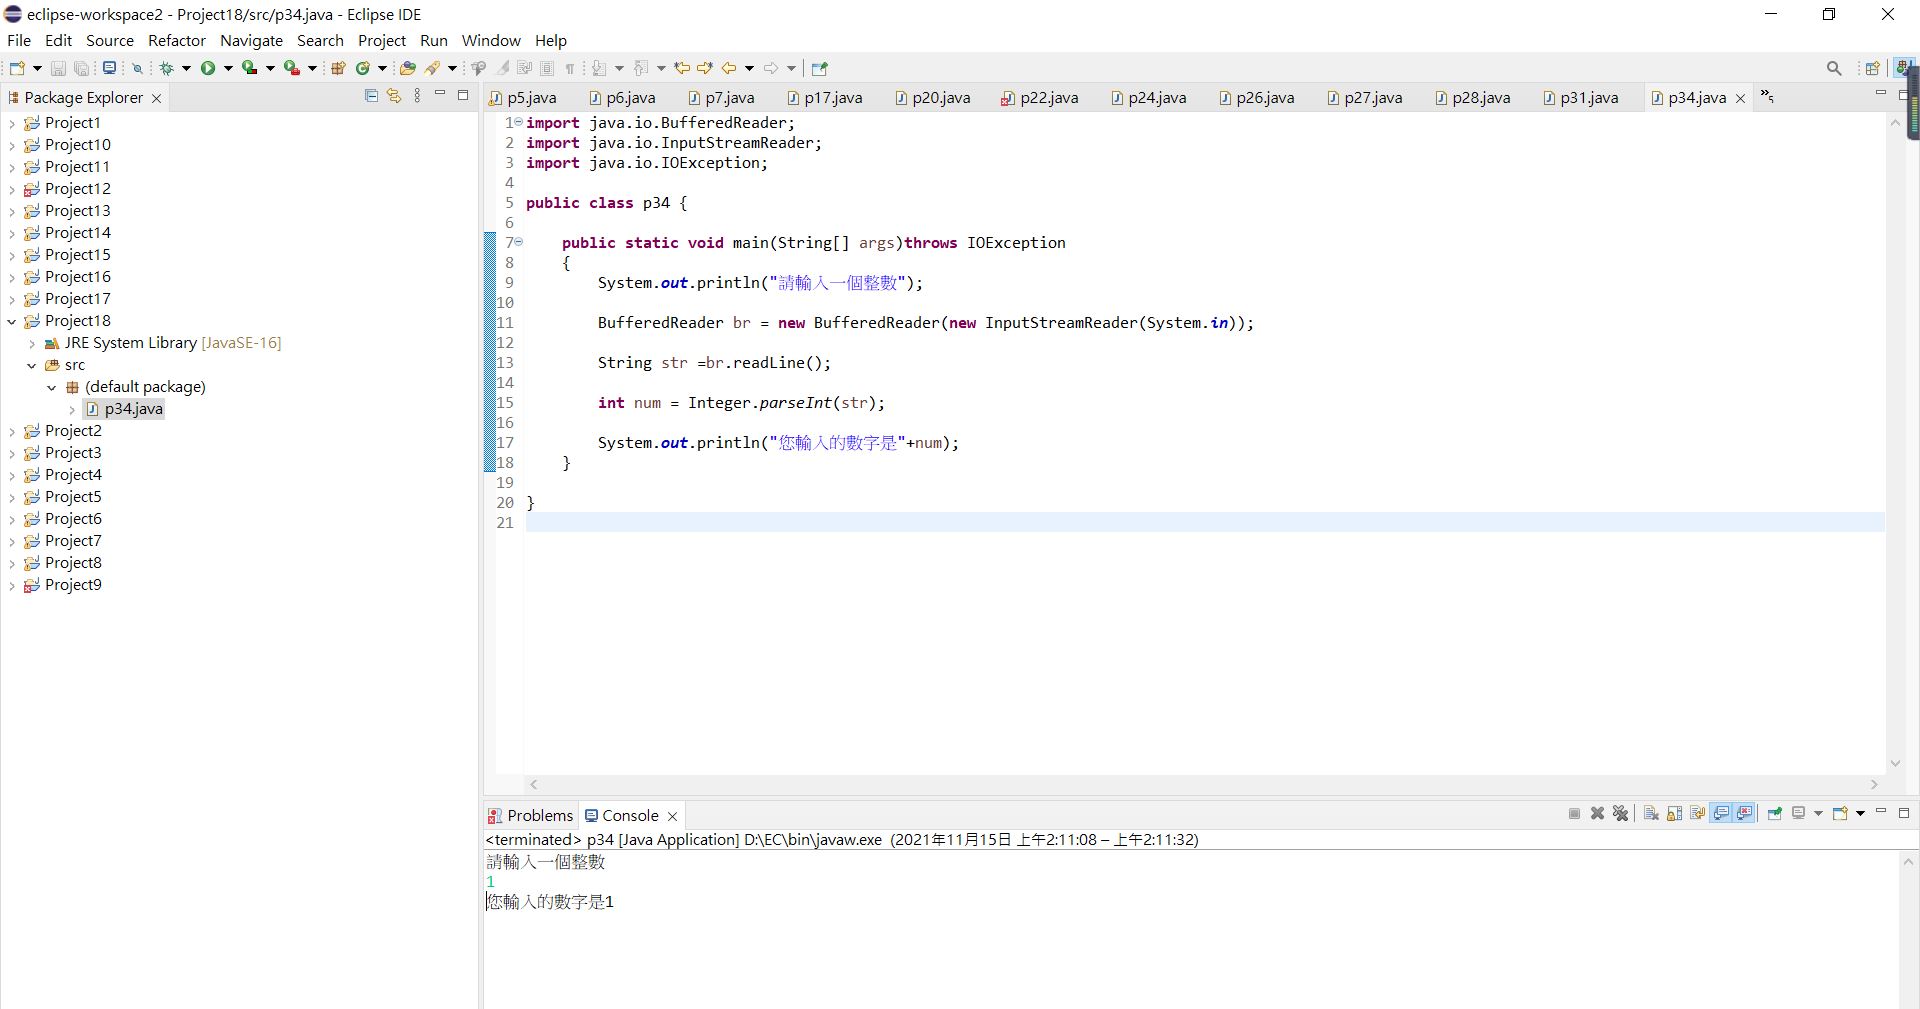 eclipse-workspace2 - Project18/src/p34.java - Eclipse IDE
File Edit Source Refactor Navigate Search Project Run Window Help
Package Explorer
Project1
Project10
Project11
Project12
Project13
Project14
Project15
Project16
Project17
Project18
JRE System Library [JavaSE-16]
src
(default package)
p34.java
Project2
Project3
Project4
Project5
Project6
Project7
Project8
Project9
p5.java p6.java p7.java p17.java p20.java p22.java p24.java p26.java p27.java p28.java p31.java p34.java »5
1 import java.io.BufferedReader;
2 import java.io.InputStreamReader;
3 import java.io.IOException;
4
5 public class p34 {
6
7 public static void main(String[] args)throws IOException
8 {
9 System.out.println("請輸入一個整數");
10
11 BufferedReader br = new BufferedReader(new InputStreamReader(System.in));
12
13 String str =br.readLine();
14
15 int num = Integer.parseInt(str);
16
17 System.out.println("您輸入的數字是"+num);
18 }
19
20 }
21
Problems Console
<terminated> p34 [Java Application] D:\EC\bin\javaw.exe (2021年11月15日 上午2:11:08 – 上午2:11:32)
請輸入一個整數
1
您輸入的數字是1